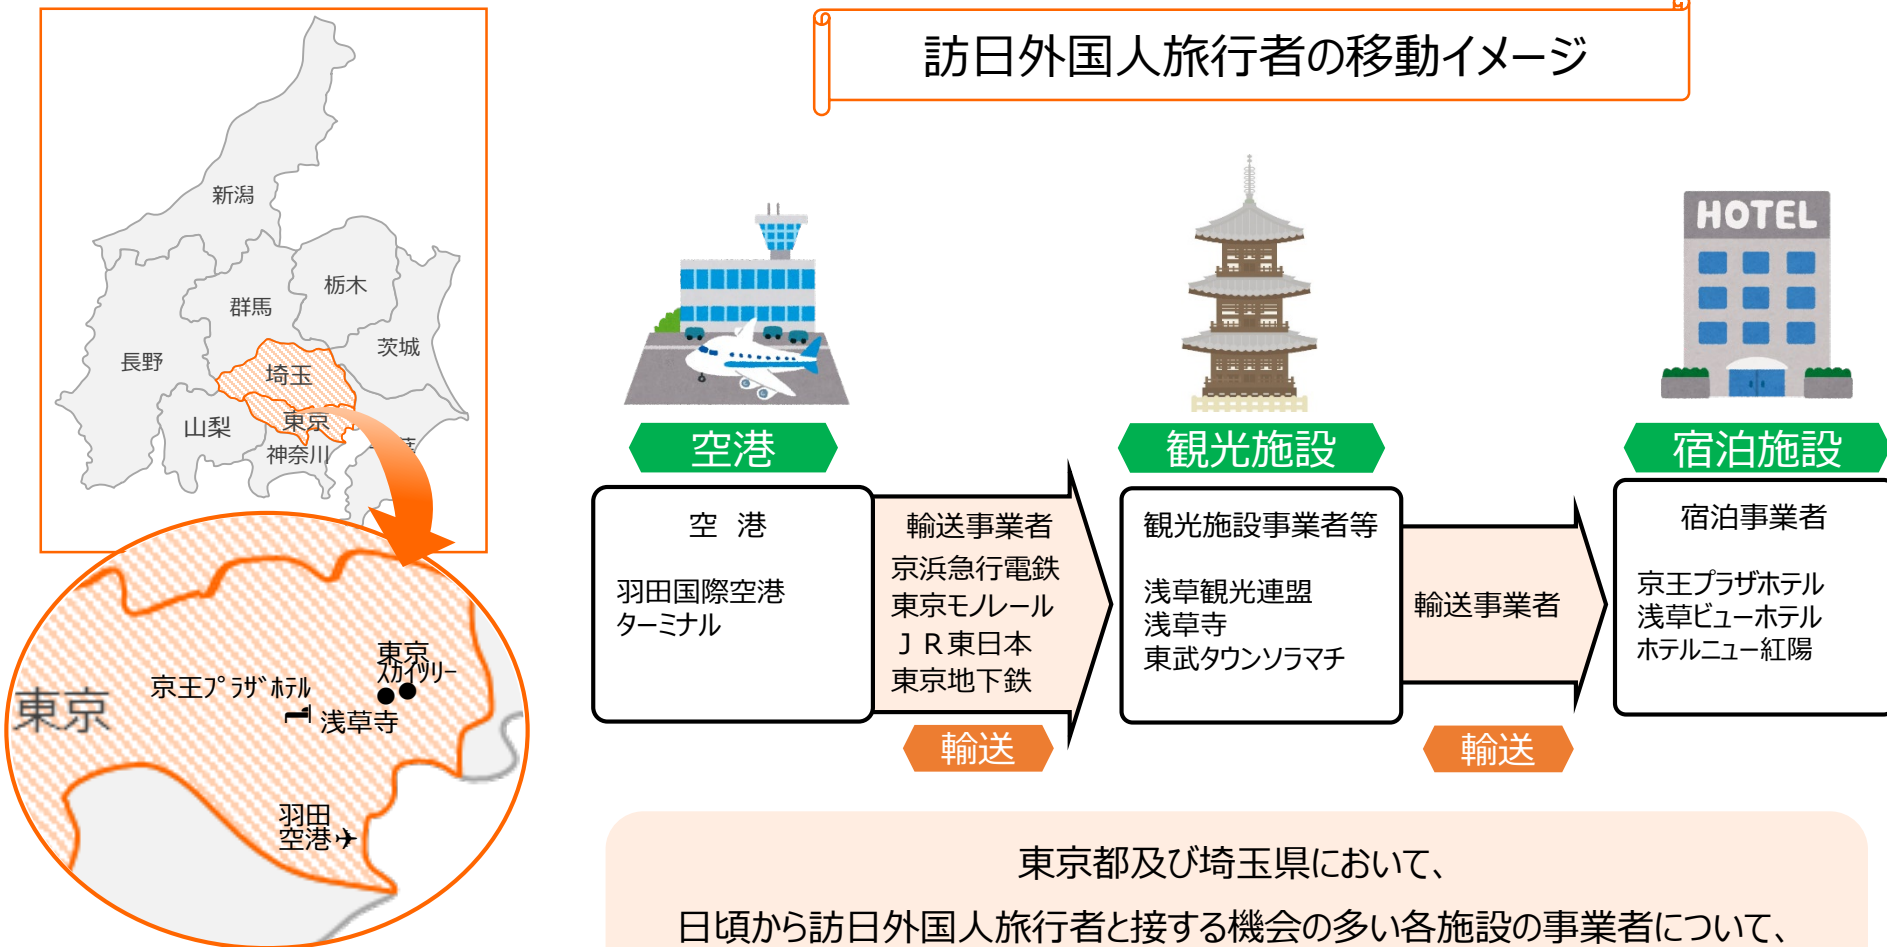 訪日外国人旅行者の移動イメージ
新潟
栃木
群馬
茨城
長野
埼玉
東京
山梨
神奈川
東京
京王プラザホテル
東京
スカイツリー
浅草寺
羽田
空港
HOTEL
空港
観光施設
宿泊施設
空 港
羽田国際空港
ターミナル
輸送事業者
京浜急行電鉄
東京モノレール
JR東日本
東京地下鉄
輸送
観光施設事業者等
浅草観光連盟
浅草寺
東武タウンソラマチ
輸送事業者
輸送
宿泊事業者
京王プラザホテル
浅草ビューホテル
ホテルニュー紅陽
東京都及び埼玉県において、
日頃から訪日外国人旅行者と接する機会の多い各施設の事業者について、